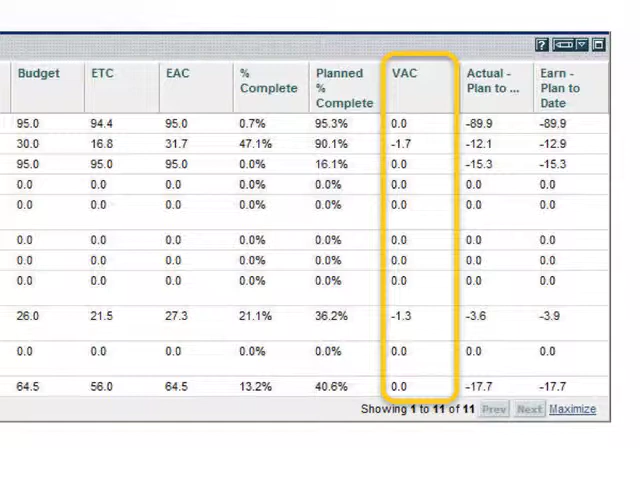 ?
Budget ETC EAC % Complete Planned % Complete VAC Actual - Plan to ... Earn - Plan to Date
95.0 94.4 95.0 0.7% 95.3% 0.0 -89.9 -89.9
30.0 16.8 31.7 47.1% 90.1% -1.7 -12.1 -12.9
95.0 95.0 95.0 0.0% 16.1% 0.0 -15.3 -15.3
0.0 0.0 0.0 0.0% 0.0% 0.0 0.0 0.0
0.0 0.0 0.0 0.0% 0.0% 0.0 0.0 0.0
0.0 0.0 0.0 0.0% 0.0% 0.0 0.0 0.0
0.0 0.0 0.0 0.0% 0.0% 0.0 0.0 0.0
0.0 0.0 0.0 0.0% 0.0% 0.0 0.0 0.0
26.0 21.5 27.3 21.1% 36.2% -1.3 -3.6 -3.9
0.0 0.0 0.0 0.0% 0.0% 0.0 0.0 0.0
64.5 56.0 64.5 13.2% 40.6% 0.0 -17.7 -17.7
Showing 1 to 11 of 11 Prev Next Maximize